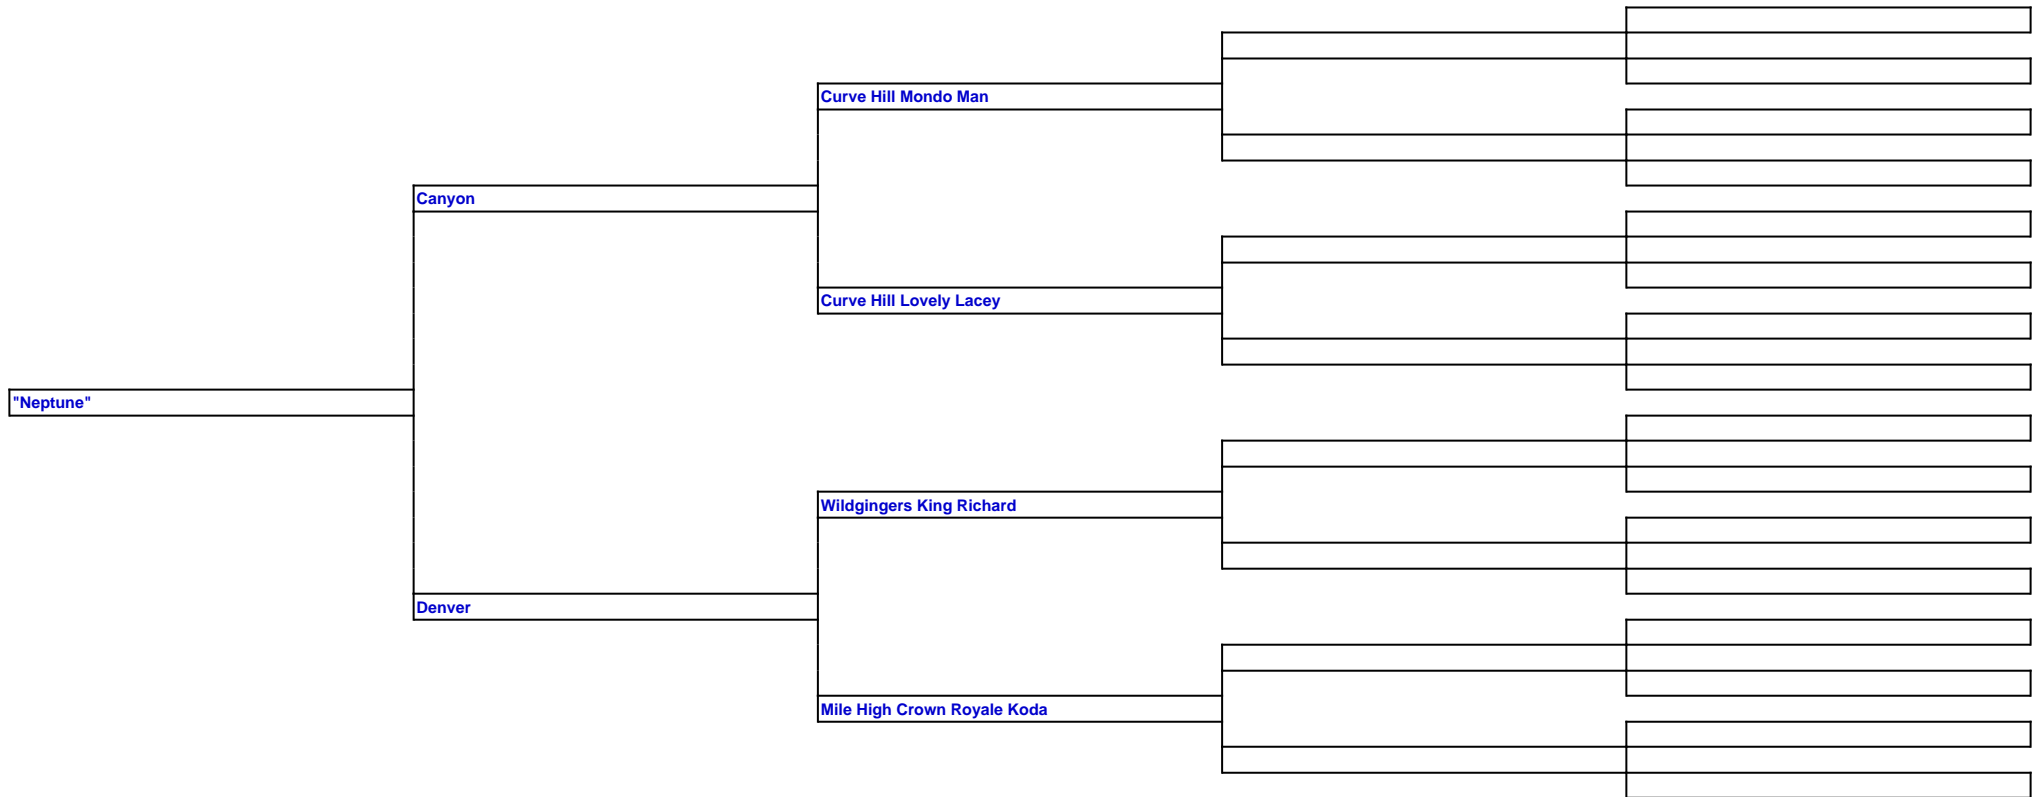 Curve Hill Mondo Man
Canyon
Curve Hill Lovely Lacey
"Neptune"
Wildgingers King Richard
Denver
Mile High Crown Royale Koda